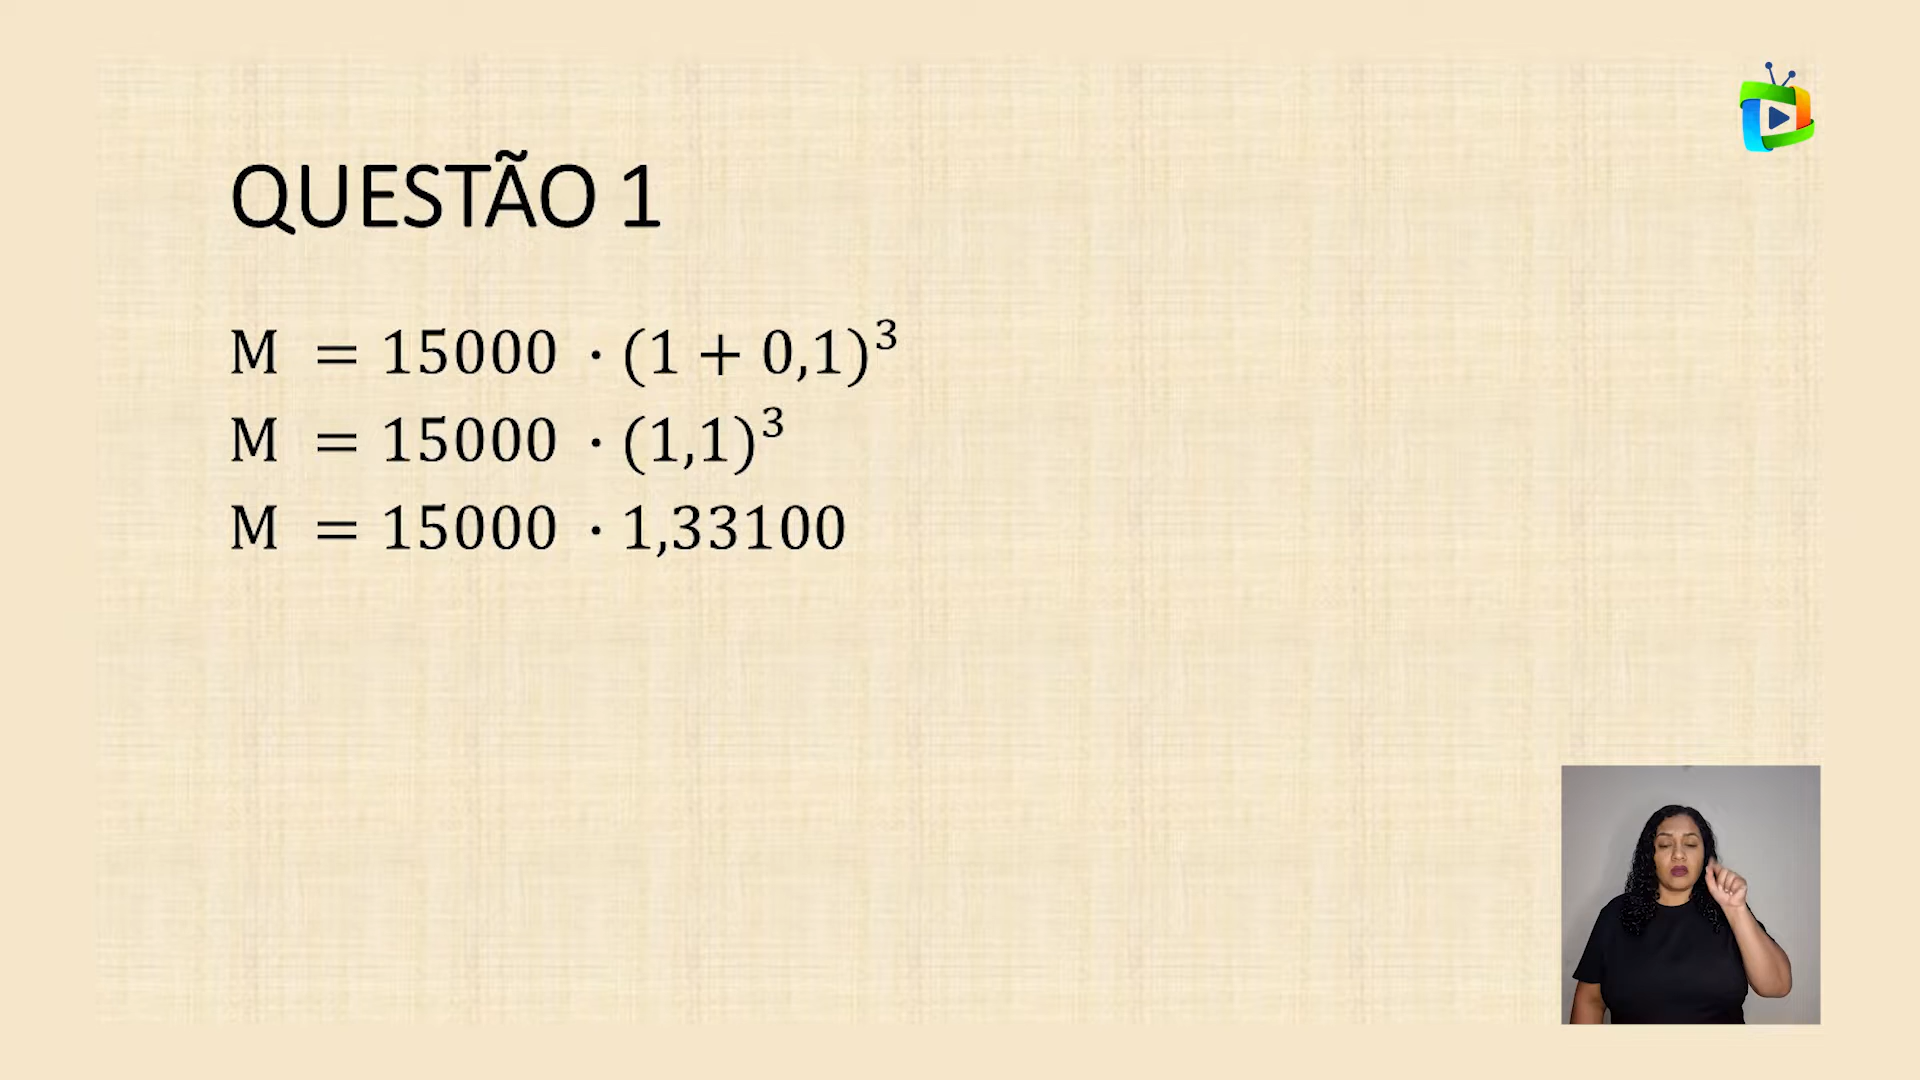 QUESTÃO 1
M = 15000 · (1 + 0,1)³
M = 15000 · (1,1)³
M = 15000 · 1,33100